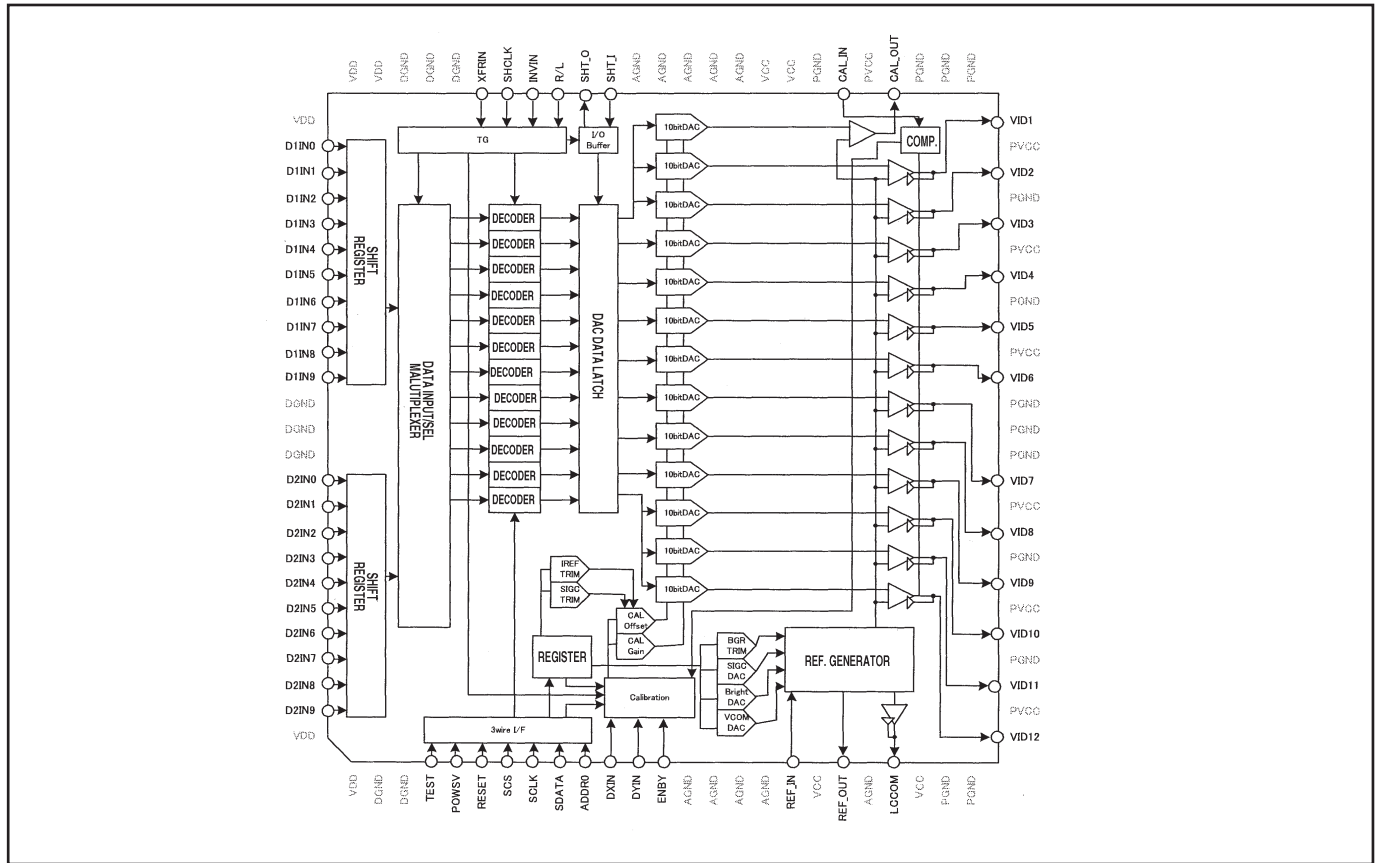 VDD
VDD
DGND
DGND
DGND
XFRIN
SHCLK
INVIN
R/L
SHT_O
SHT_I
AGND
AGND
AGND
AGND
AGND
VCC
VCC
PGND
CAL_IN
PVCC
CAL_OUT
PGND
PGND
PGND
VDD
D1IN0
D1IN1
D1IN2
D1IN3
D1IN4
D1IN5
D1IN6
D1IN7
D1IN8
D1IN9
DGND
DGND
DGND
D2IN0
D2IN1
D2IN2
D2IN3
D2IN4
D2IN5
D2IN6
D2IN7
D2IN8
D2IN9
VDD
SHIFT
REGISTER
SHIFT
REGISTER
TG
I/O
Buffer
DATA INPUT/SEL
MALUTIPLEXER
DECODER
DECODER
DECODER
DECODER
DECODER
DECODER
DECODER
DECODER
DECODER
DECODER
DECODER
DECODER
DAC DATA LATCH
10bitDAC
10bitDAC
10bitDAC
10bitDAC
10bitDAC
10bitDAC
10bitDAC
10bitDAC
10bitDAC
10bitDAC
10bitDAC
10bitDAC
10bitDAC
COMP.
IREF
TRIM
SIGC
TRIM
CAL
Offset
CAL
Gain
REGISTER
Calibration
3wire I/F
BGR
TRIM
SIGC
DAC
Bright
DAC
VCOM
DAC
REF. GENERATOR
VID1
PVCC
VID2
PGND
VID3
PVCC
VID4
PGND
VID5
PVCC
VID6
PGND
PGND
PGND
VID7
PVCC
VID8
PGND
VID9
PVCC
VID10
PGND
VID11
PVCC
VID12
VDD
DGND
DGND
TEST
POWSV
RESET
SCS
SCLK
SDATA
ADDR0
DXIN
DYIN
ENBY
AGND
AGND
AGND
AGND
REF_IN
VCC
REF_OUT
AGND
LCCOM
VCC
PGND
PGND